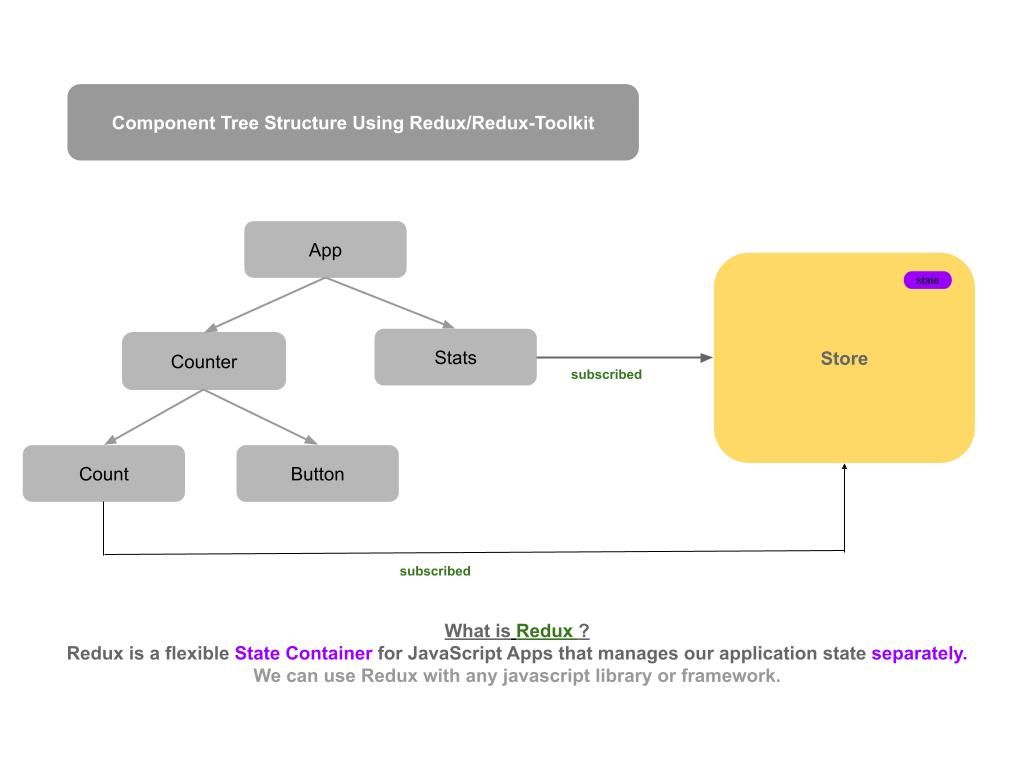 Component Tree Structure Using Redux/Redux-Toolkit
App
state
Counter
Stats
Store
subscribed
Count
Button
subscribed
What is Redux ?
Redux is a flexible State Container for JavaScript Apps that manages our application state separately.
We can use Redux with any javascript library or framework.